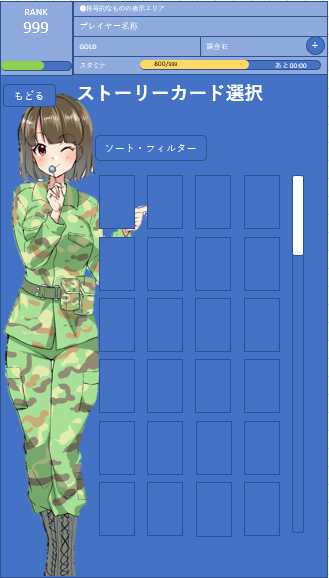 RANK
999
●称号的なものの表示エリア
プレイヤー名称
GOLD
課金石
+
スタミナ
800/999
あと00:00
もどる
ストーリーカード選択
ソート・フィルター